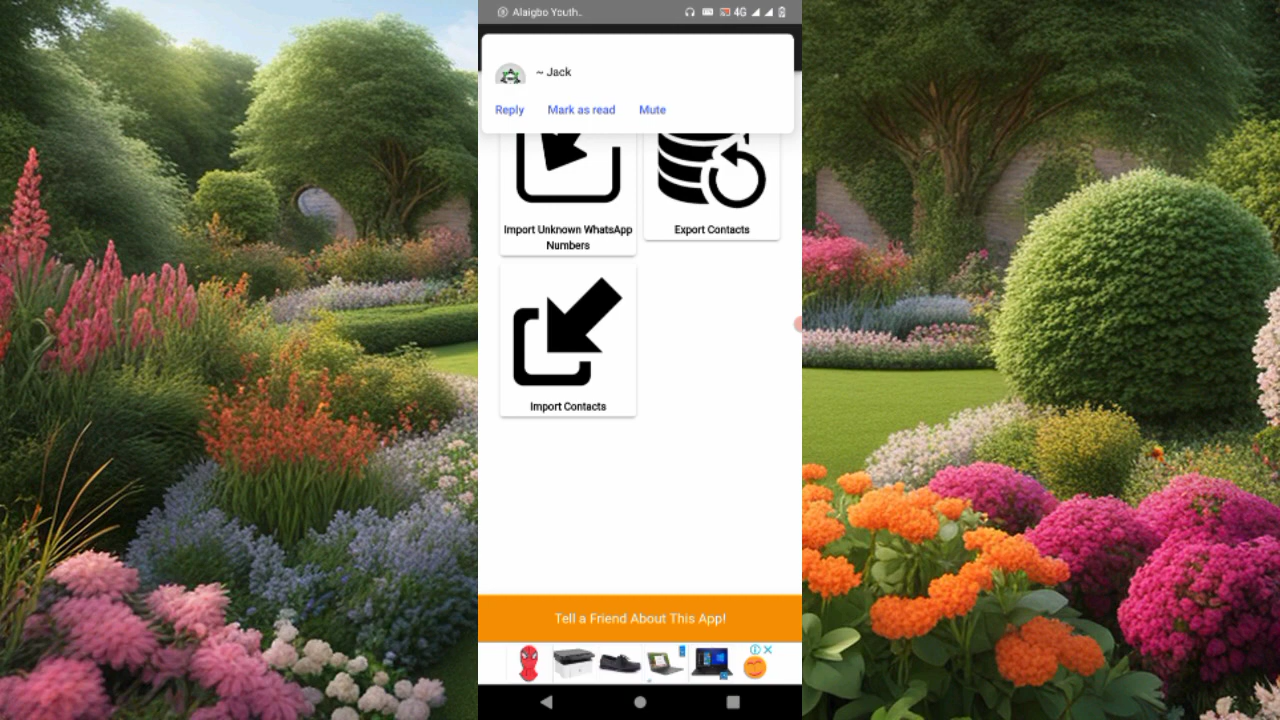 Alaigbo Youth..
4G
~ Jack
Reply Mark as read Mute
Import Unknown WhatsApp
Numbers
Export Contacts
Import Contacts
Tell a Friend About This App!